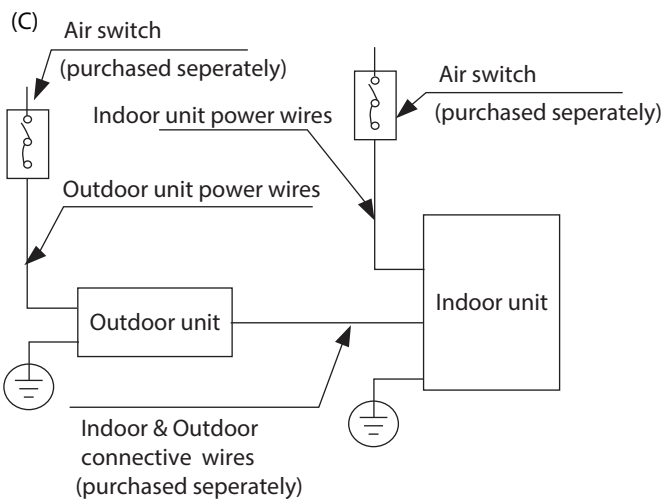 (C)
Air switch
(purchased seperately)
Air switch
(purchased seperately)
Indoor unit power wires
Outdoor unit power wires
Outdoor unit
Indoor unit
Indoor & Outdoor
connective wires
(purchased seperately)